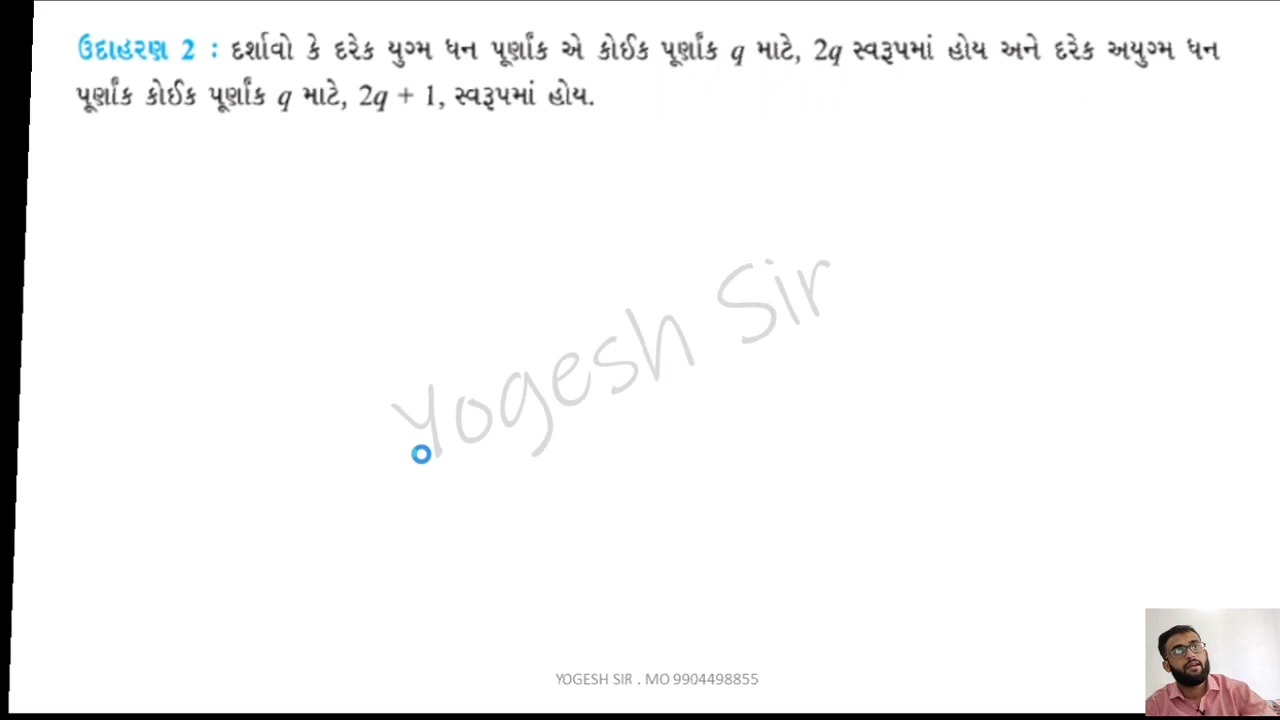 ઉદાહરણ 2 : દર્શાવો કે દરેક યુગ્મ ધન પૂર્ણાંક એ કોઈક પૂર્ણાંક q માટે, 2q સ્વરૂપમાં હોય અને દરેક અયુગ્મ ધન
પૂર્ણાંક કોઈક પૂર્ણાંક q માટે, 2q + 1, સ્વરૂપમાં હોય.
Yogesh Sir
YOGESH SIR . MO 9904498855